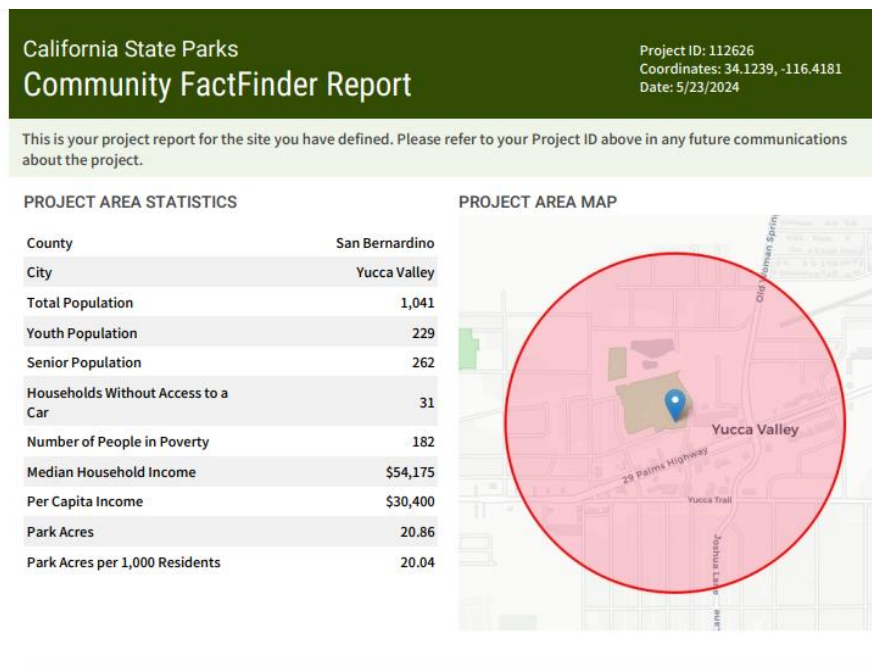 California State Parks
Community FactFinder Report
Project ID: 112626
Coordinates: 34.1239, -116.4181
Date: 5/23/2024
This is your project report for the site you have defined. Please refer to your Project ID above in any future communications
about the project.
PROJECT AREA STATISTICS
County San Bernardino
City Yucca Valley
Total Population 1,041
Youth Population 229
Senior Population 262
Households Without Access to a
Car 31
Number of People in Poverty 182
Median Household Income $54,175
Per Capita Income $30,400
Park Acres 20.86
Park Acres per 1,000 Residents 20.04
PROJECT AREA MAP
Old Woman Sprin
Yucca Valley
29 Palms Highway
Yucca Trail
Joshua Lane